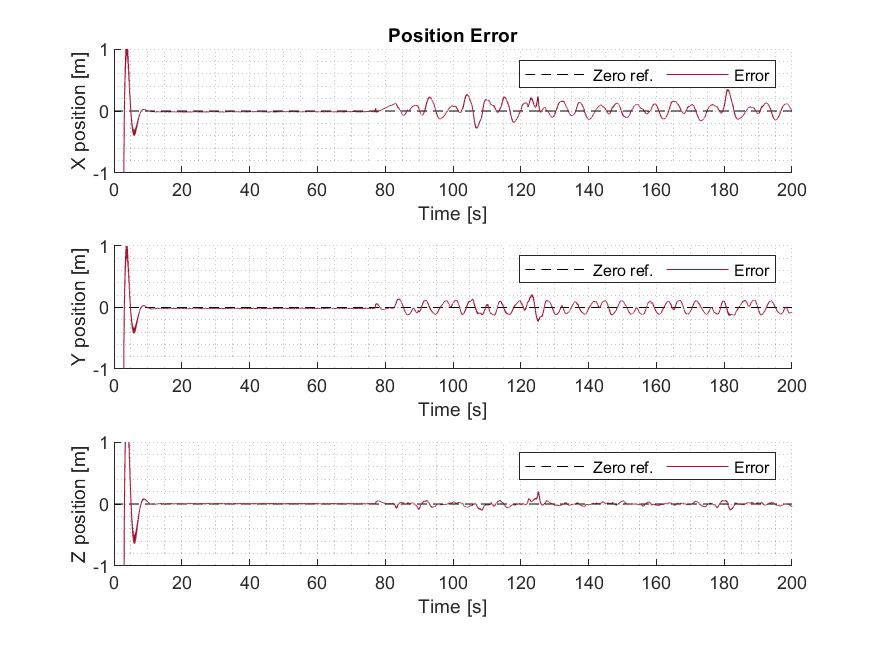 Position Error
X position [m]
1
0
-1
Zero ref. Error
0 20 40 60 80 100 120 140 160 180 200
Time [s]
Y position [m]
1
0
-1
Zero ref. Error
0 20 40 60 80 100 120 140 160 180 200
Time [s]
Z position [m]
1
0
-1
Zero ref. Error
0 20 40 60 80 100 120 140 160 180 200
Time [s]